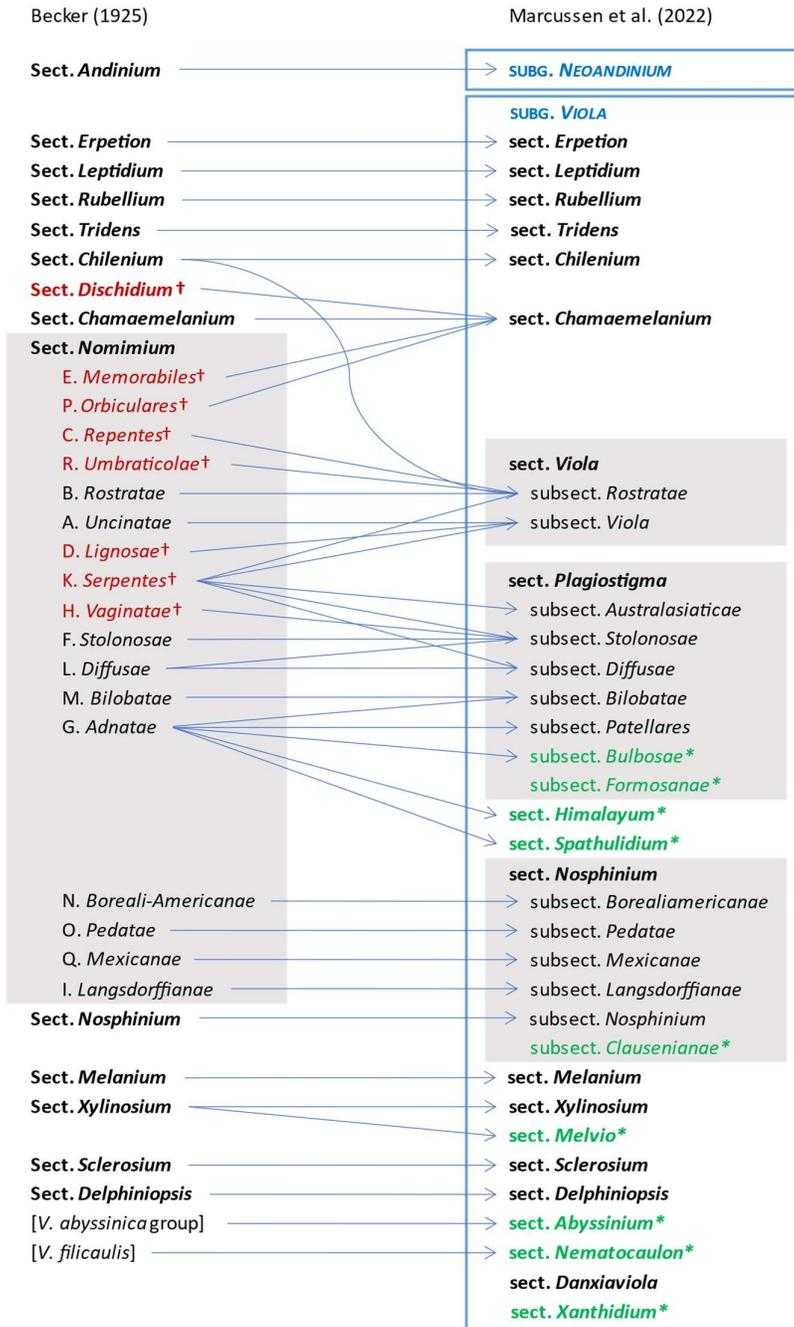 Becker (1925) Marcussen et al. (2022)
Sect. Andinium SUBG. NEOANDINIUM
SUBG. VIOLA
Sect. Erpetion sect. Erpetion
Sect. Leptidium sect. Leptidium
Sect. Rubellium sect. Rubellium
Sect. Tridens sect. Tridens
Sect. Chilenium sect. Chilenium
Sect. Dischidium†
Sect. Chamaemelanium sect. Chamaemelanium
Sect. Nomimium
E. Memorabiles†
P. Orbiculares†
C. Repentes†
R. Umbraticolae† sect. Viola
B. Rostratae subsect. Rostratae
A. Uncinatae subsect. Viola
D. Lignosae†
K. Serpentes† sect. Plagiostigma
H. Vaginatae† subsect. Australasiaticae
F. Stolonosae subsect. Stolonosae
L. Diffusae subsect. Diffusae
M. Bilobatae subsect. Bilobatae
G. Adnatae subsect. Patellares
subsect. Bulbosae*
subsect. Formosanae*
sect. Himalayum*
sect. Spathulidium*
sect. Nosphinium
N. Boreali-Americanae subsect. Borealiamericanae
O. Pedatae subsect. Pedatae
Q. Mexicanae subsect. Mexicanae
I. Langsdorffianae subsect. Langsdorffianae
Sect. Nosphinium subsect. Nosphinium
subsect. Clausenianae*
Sect. Melanium sect. Melanium
Sect. Xylinosium sect. Xylinosium
sect. Melvio*
Sect. Sclerosium sect. Sclerosium
Sect. Delphiniopsis sect. Delphiniopsis
[V. abyssinica group] sect. Abyssinium*
[V. filicaulis] sect. Nematocaulon*
sect. Danxiaviola
sect. Xanthidium*